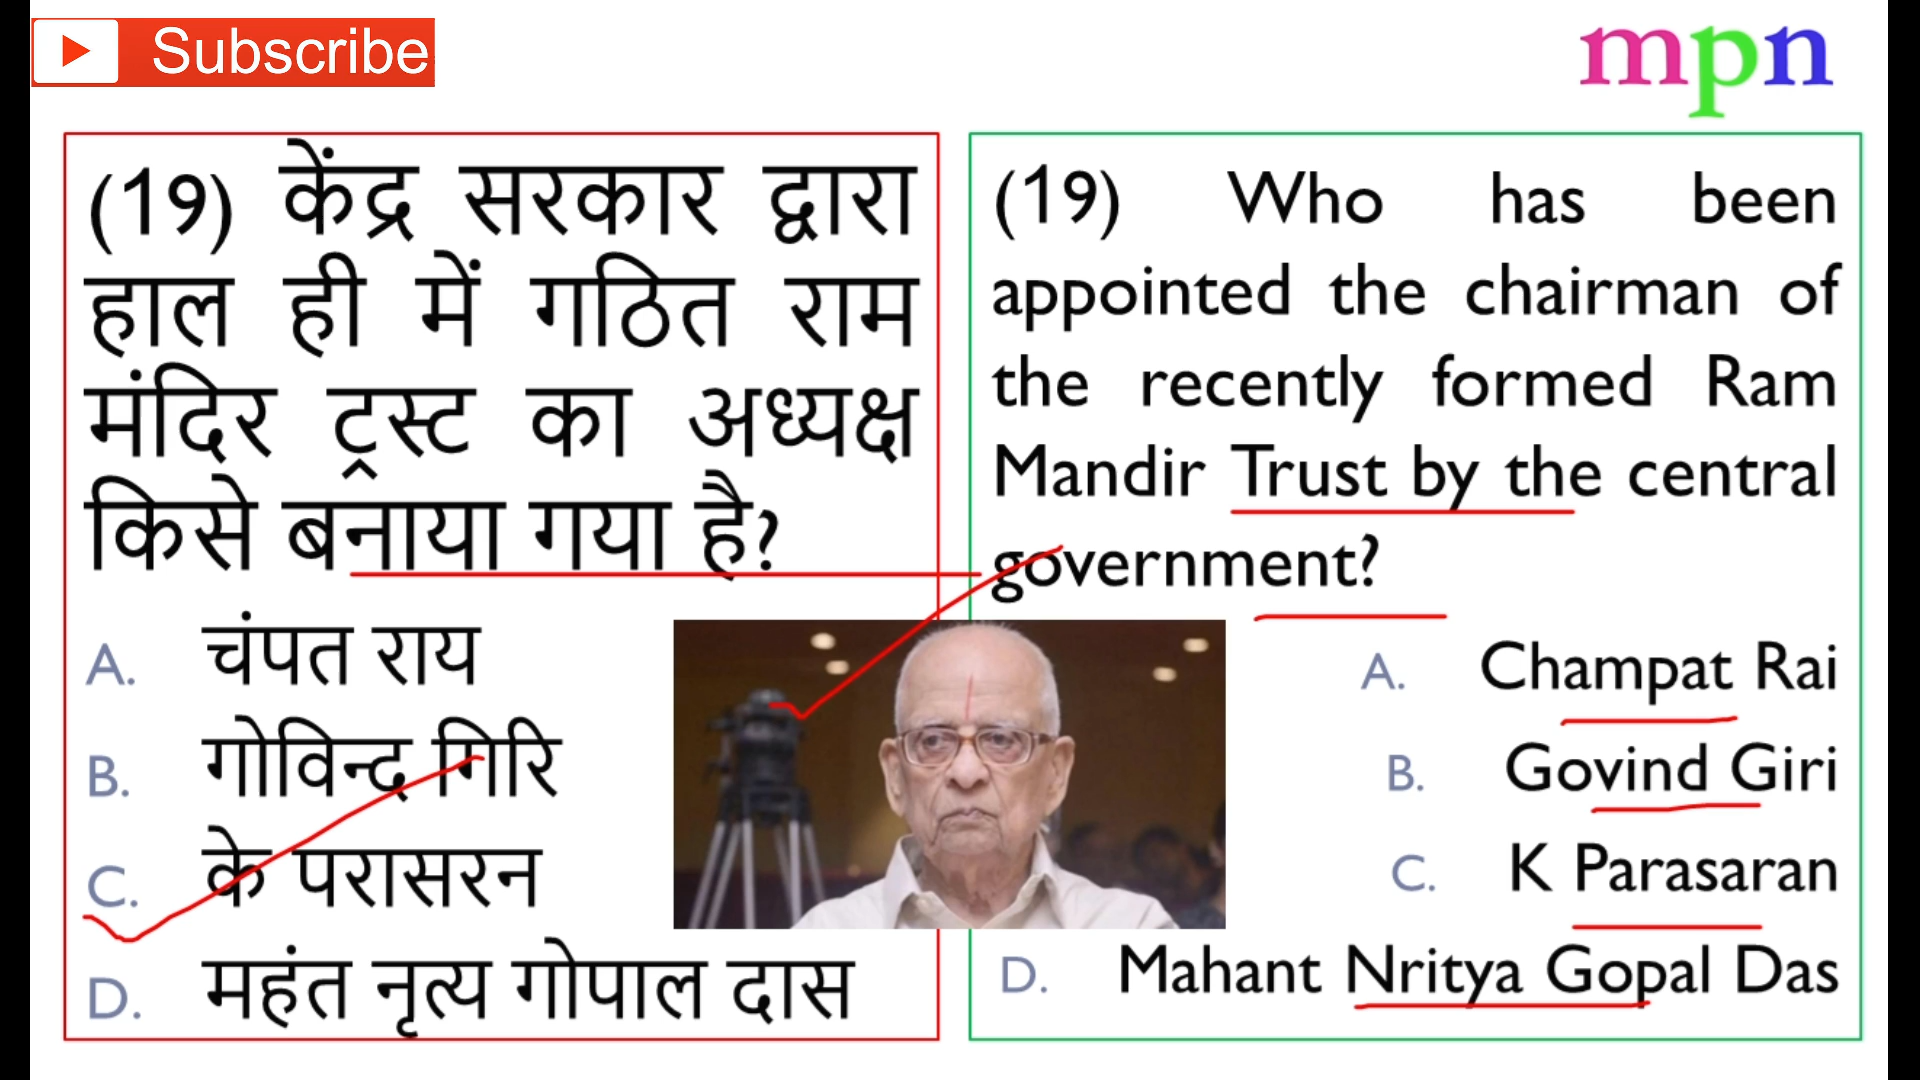 Subscribe
mpn
(19) केंद्र सरकार द्वारा
हाल ही में गठित राम
मंदिर ट्रस्ट का अध्यक्ष
किसे बनाया गया है?
A. चंपत राय
B. गोविन्द गिरि
C. के परासरन
D. महंत नृत्य गोपाल दास
(19) Who has been
appointed the chairman of
the recently formed Ram
Mandir Trust by the central
government?
A. Champat Rai
B. Govind Giri
C. K Parasaran
D. Mahant Nritya Gopal Das